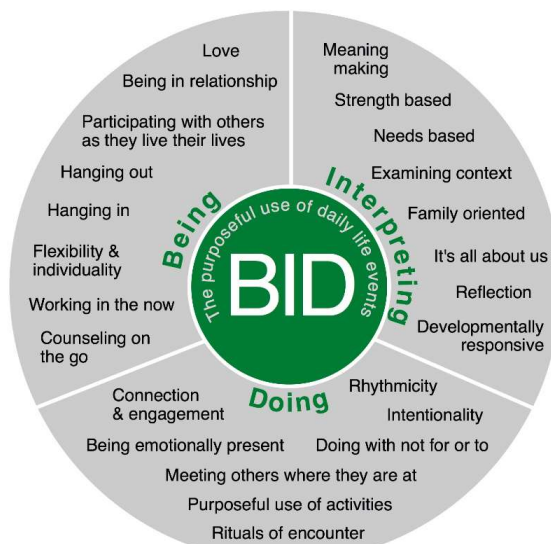 Love
Being in relationship
Participating with others
as they live their lives
Hanging out
Hanging in
Flexibility &
individuality
Working in the now
Counseling on
the go
Being
Meaning
making
Strength based
Needs based
Examining context
Family oriented
It's all about us
Reflection
Developmentally
responsive
Interpreting
The purposeful use of daily life events
BID
Doing
Connection
& engagement
Rhythmicity
Intentionality
Being emotionally present
Doing with not for or to
Meeting others where they are at
Purposeful use of activities
Rituals of encounter